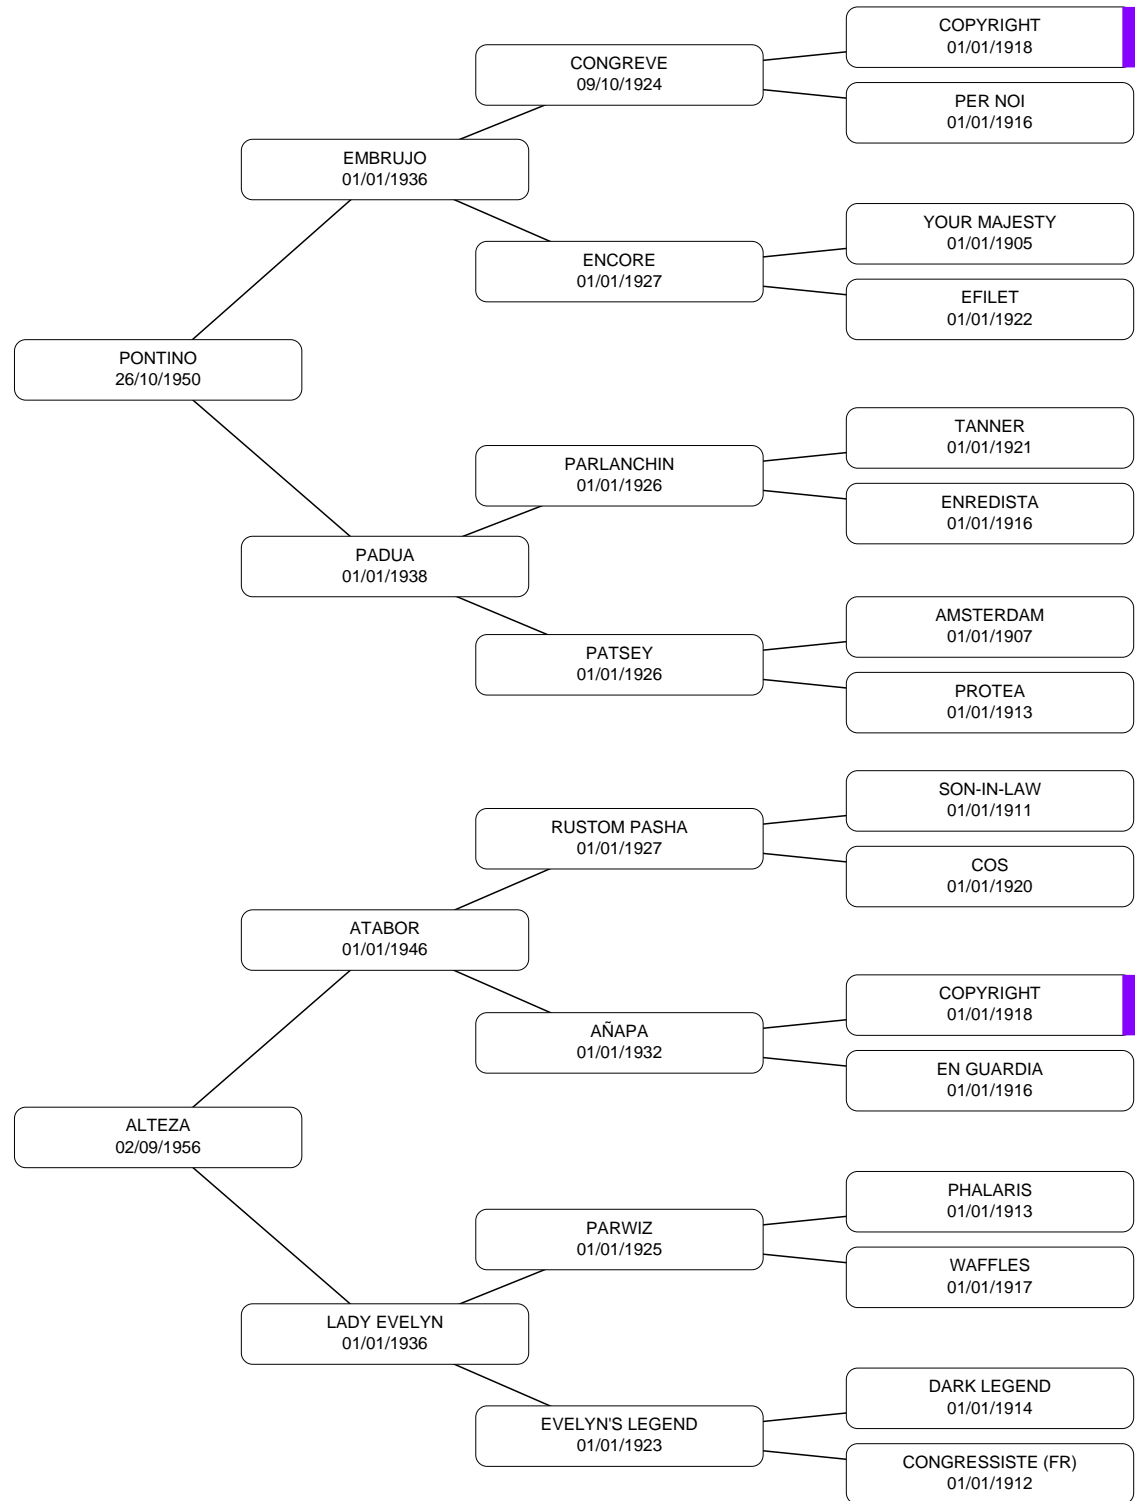 COPYRIGHT
01/01/1918
CONGREVE
09/10/1924
PER NOI
01/01/1916
EMBRUJO
01/01/1936
YOUR MAJESTY
01/01/1905
ENCORE
01/01/1927
EFILET
01/01/1922
PONTINO
26/10/1950
TANNER
01/01/1921
PARLANCHIN
01/01/1926
ENREDISTA
01/01/1916
PADUA
01/01/1938
AMSTERDAM
01/01/1907
PATSEY
01/01/1926
PROTEA
01/01/1913
SON-IN-LAW
01/01/1911
RUSTOM PASHA
01/01/1927
COS
01/01/1920
ATABOR
01/01/1946
COPYRIGHT
01/01/1918
AÑAPA
01/01/1932
EN GUARDIA
01/01/1916
ALTEZA
02/09/1956
PHALARIS
01/01/1913
PARWIZ
01/01/1925
WAFFLES
01/01/1917
LADY EVELYN
01/01/1936
DARK LEGEND
01/01/1914
EVELYN'S LEGEND
01/01/1923
CONGRESSISTE (FR)
01/01/1912